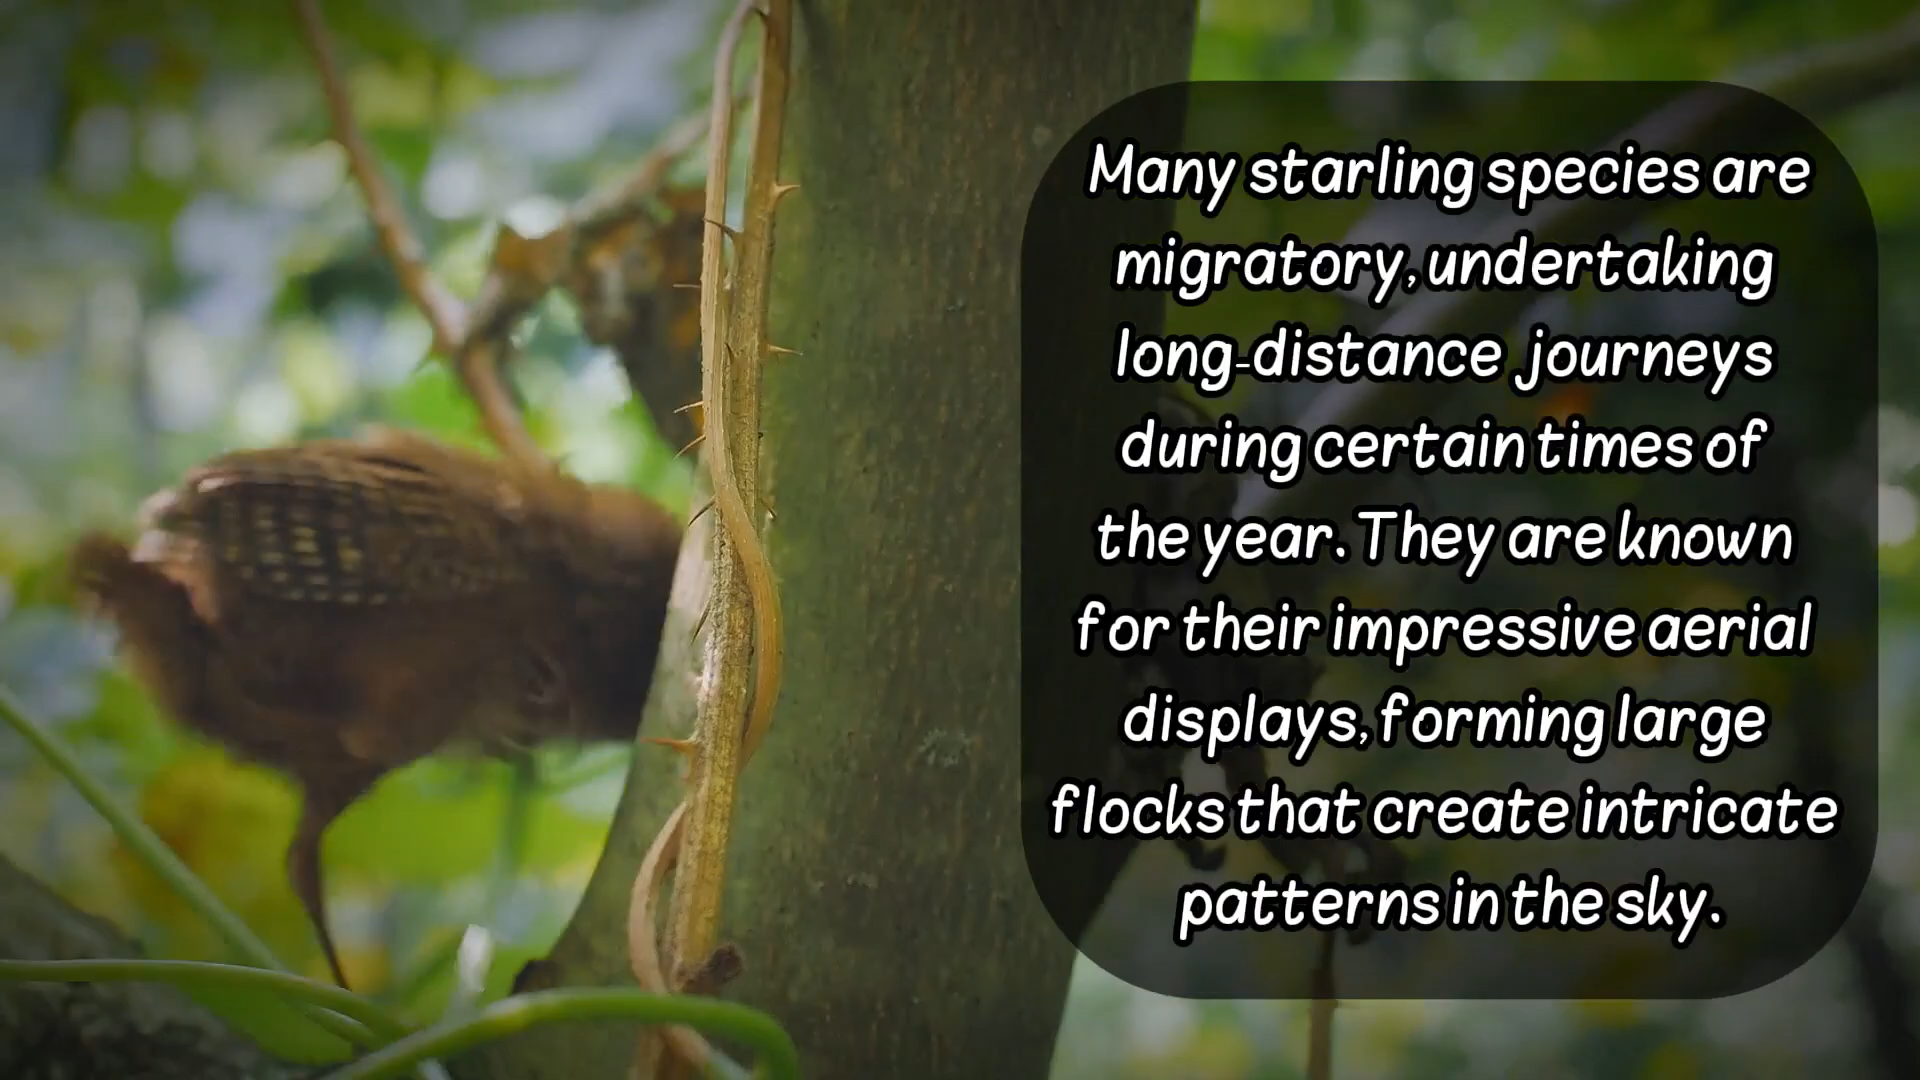 Many starling species are
migratory, undertaking
long-distance journeys
during certain times of
the year. They are known
for their impressive aerial
displays, forming large
flocks that create intricate
patterns in the sky.